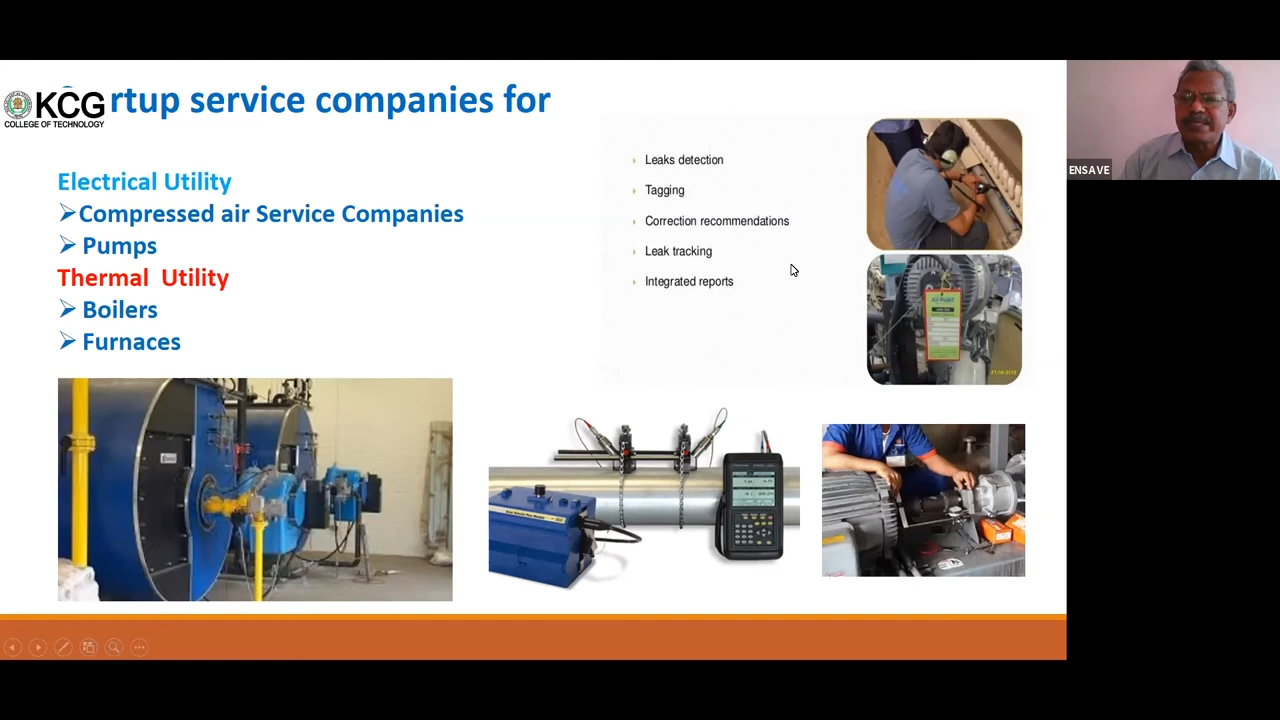 KCG
COLLEGE OF TECHNOLOGY
rtup service companies for
Electrical Utility
Compressed air Service Companies
Pumps
Thermal Utility
Boilers
Furnaces
Leaks detection
Tagging
Correction recommendations
Leak tracking
Integrated reports
ENSAVE